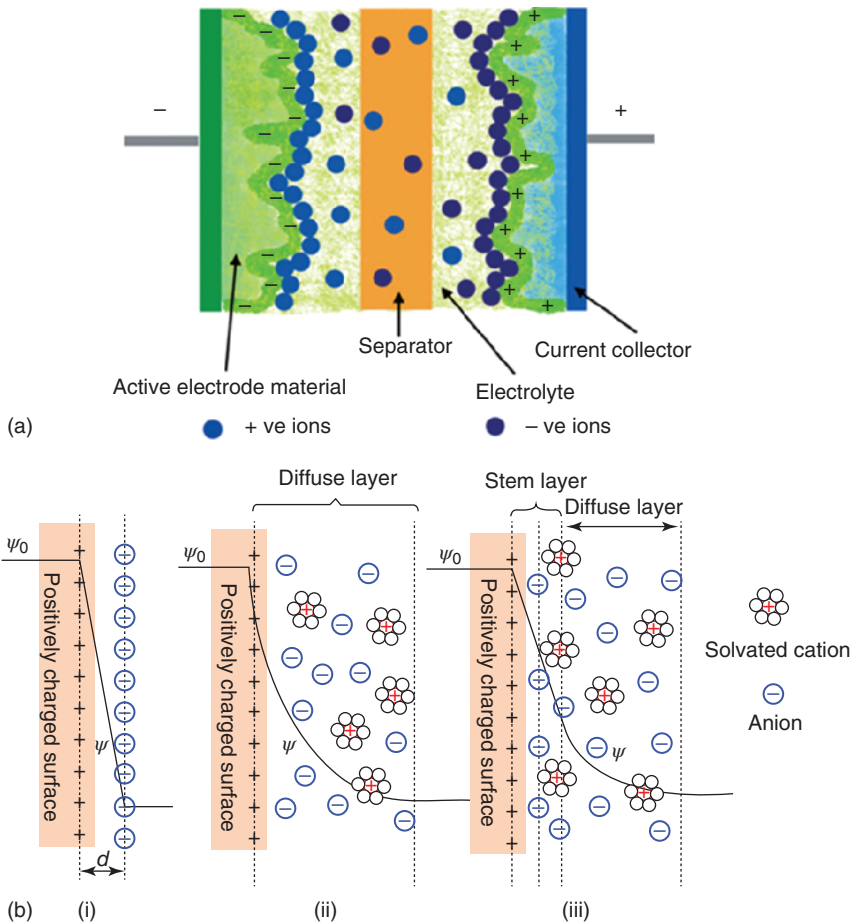 − +
Separator
Current collector
Active electrode material
Electrolyte
(a)
+ ve ions
− ve ions
Diffuse layer
Stem layer
Diffuse layer
ψ0
ψ0
ψ0
Positively charged surface
Positively charged surface
Positively charged surface
ψ
ψ
ψ
Solvated cation
Anion
d
(b) (i) (ii) (iii)